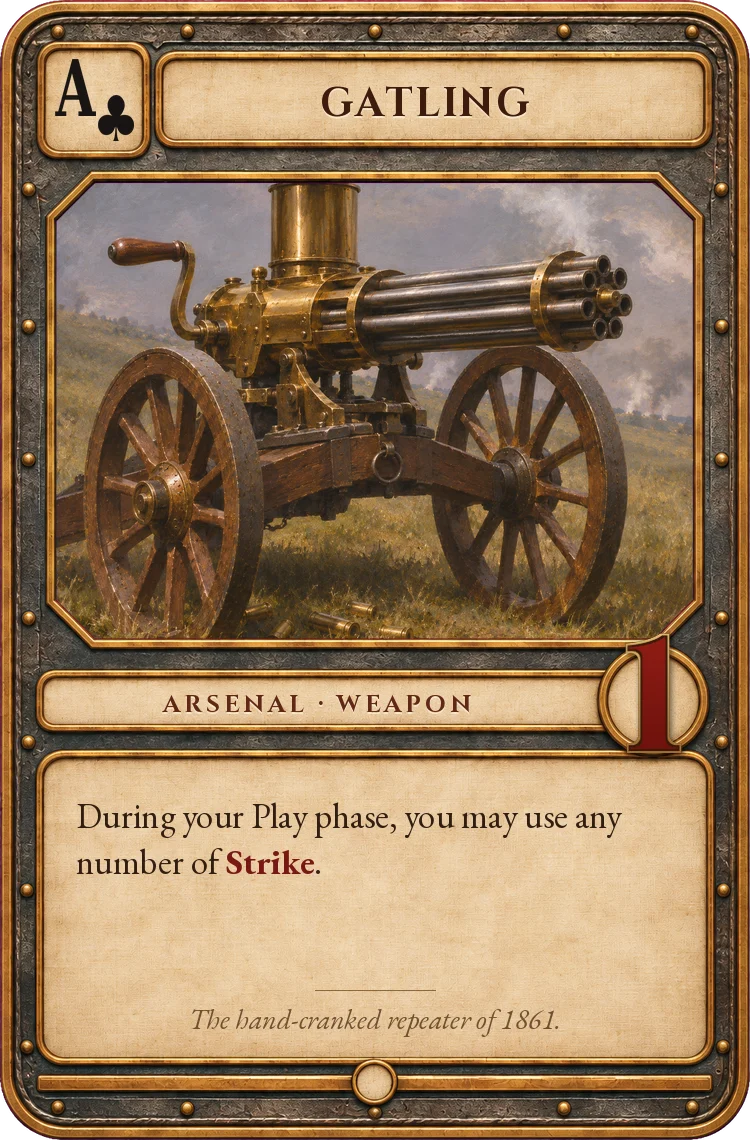 A♣
GATLING
ARSENAL · WEAPON
1
During your Play phase, you may use any
number of Strike.
The hand-cranked repeater of 1861.